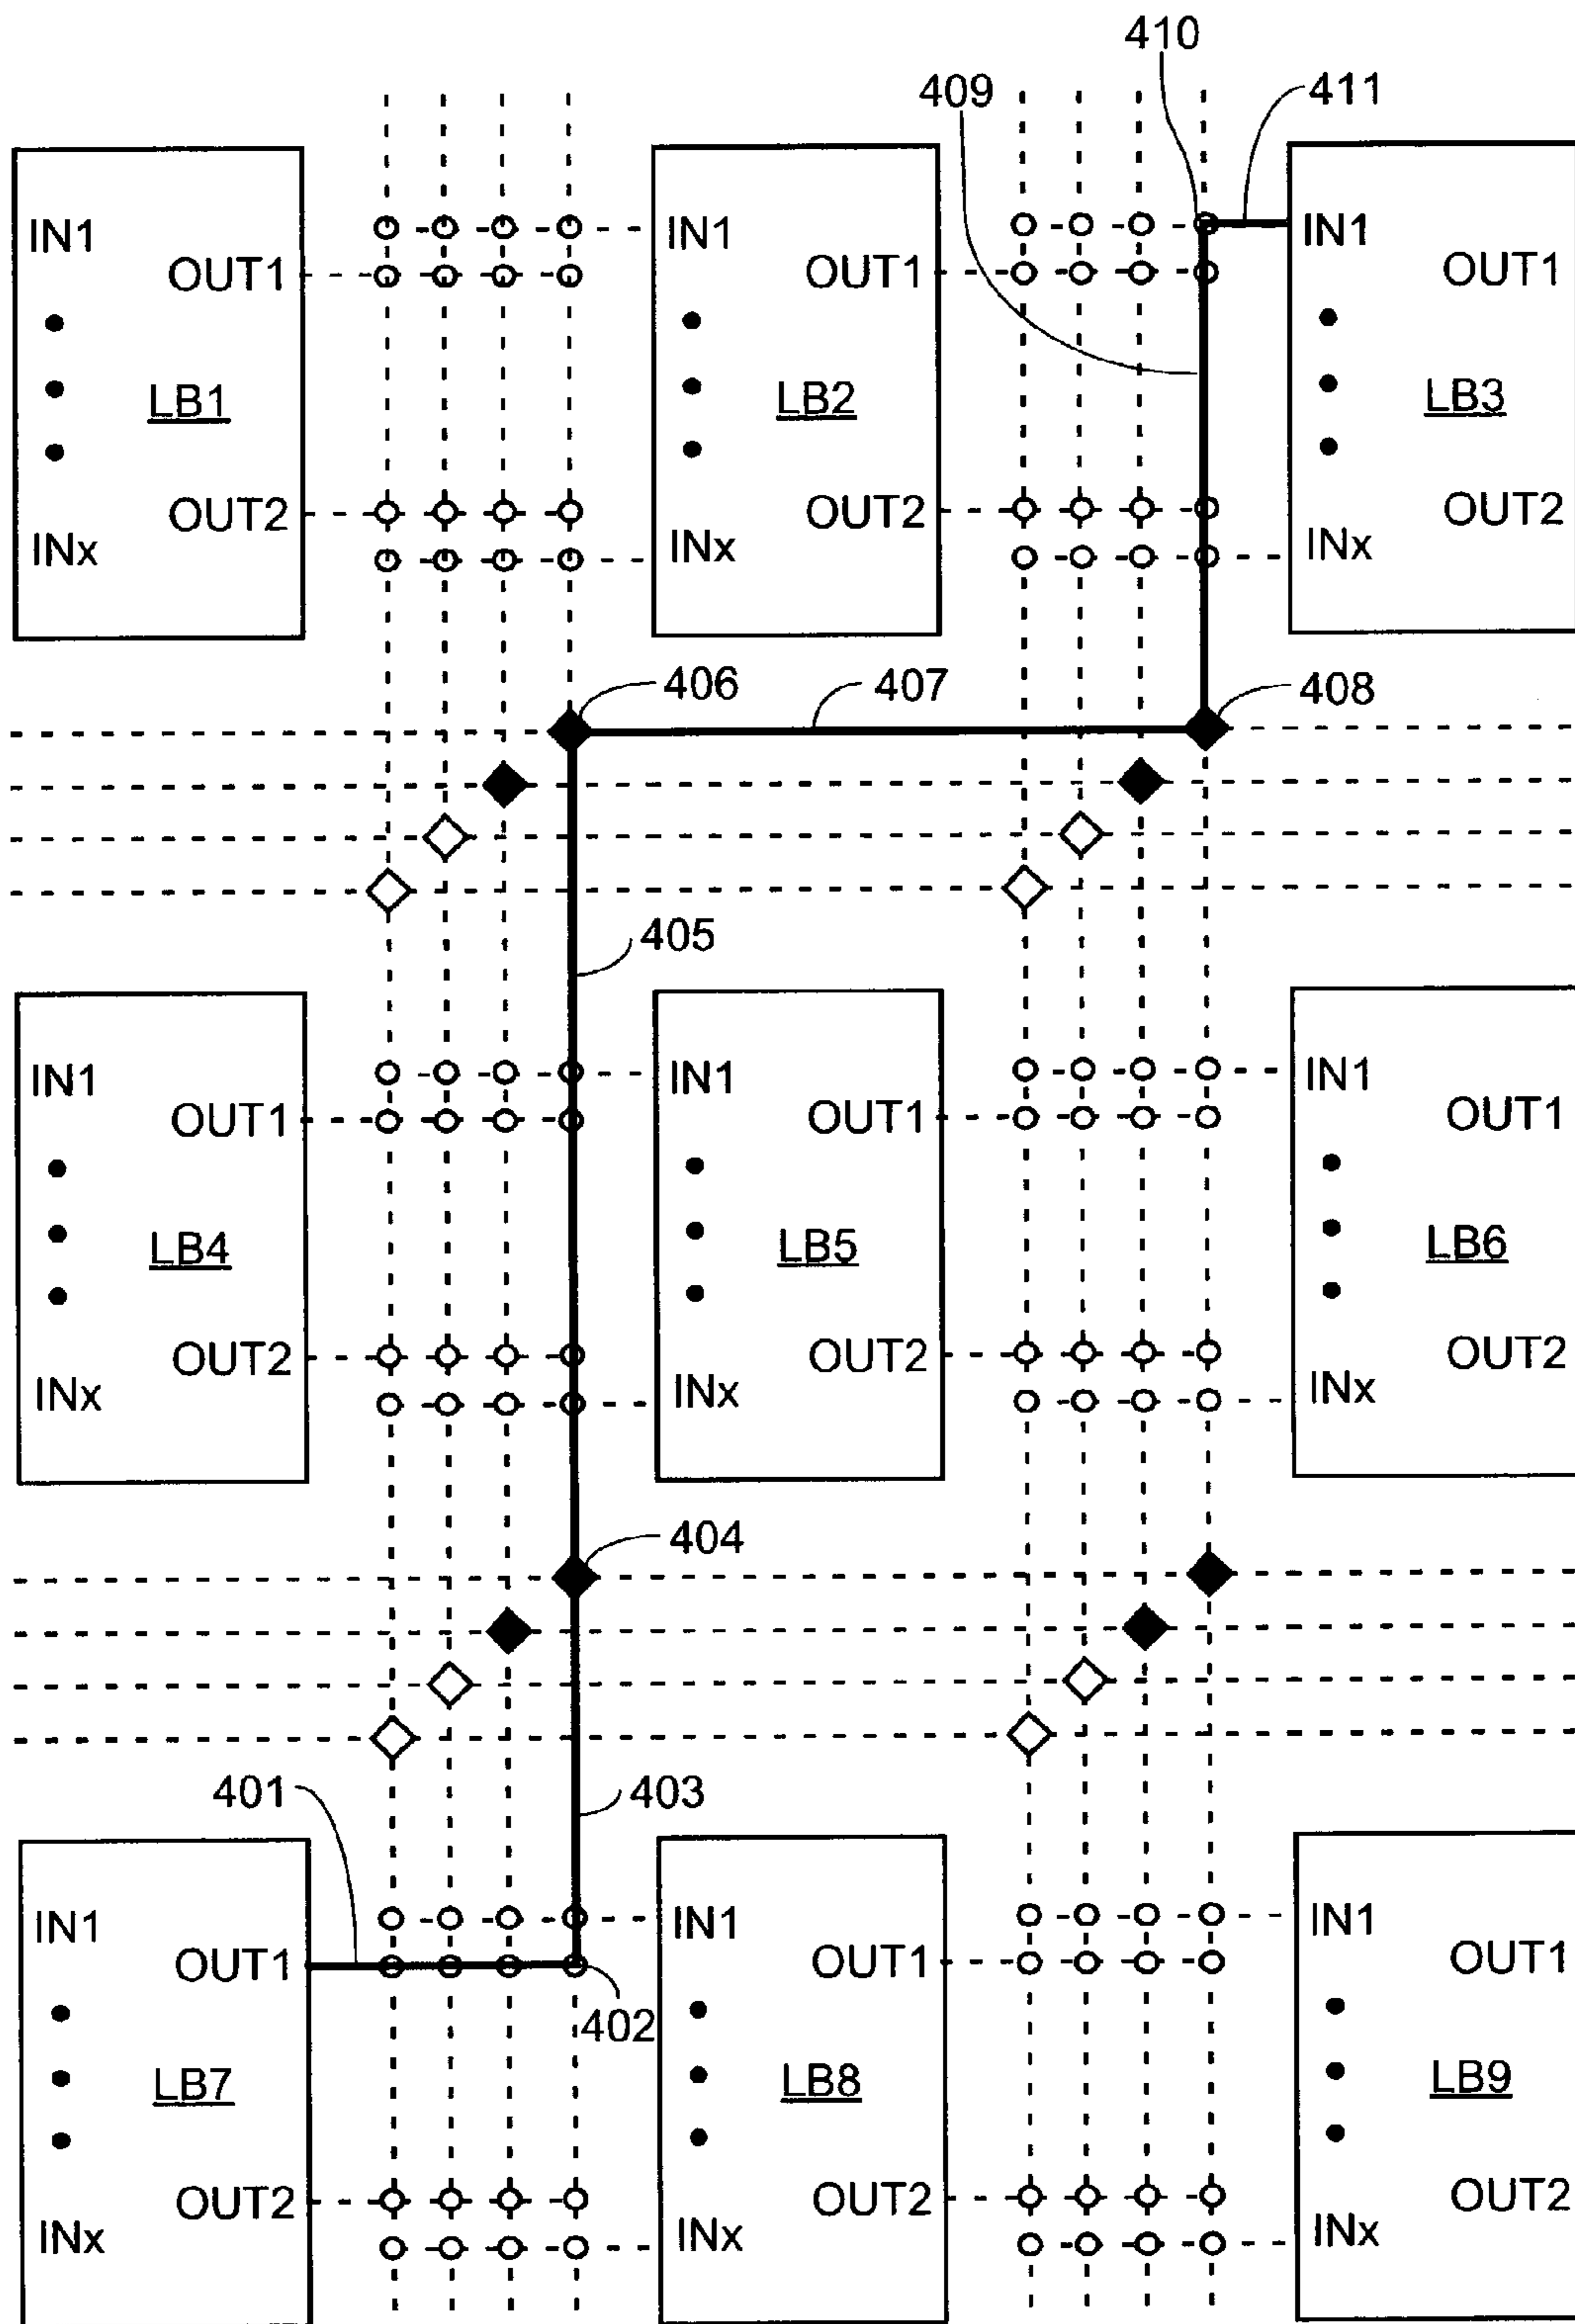 410
409
411
IN1
OUT1
LB1
OUT2
INx
IN1
OUT1
LB2
OUT2
INx
IN1
OUT1
LB3
OUT2
INx
406
407
408
405
IN1
OUT1
LB4
OUT2
INx
IN1
OUT1
LB5
OUT2
INx
IN1
OUT1
LB6
OUT2
INx
404
401
403
IN1
OUT1
402
LB7
OUT2
INx
IN1
OUT1
LB8
OUT2
INx
IN1
OUT1
LB9
OUT2
INx